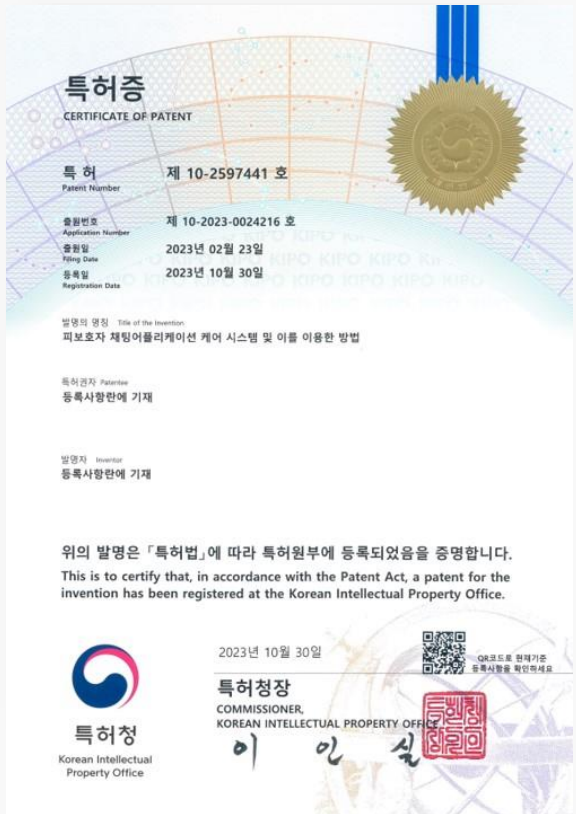 특허증
CERTIFICATE OF PATENT
특 허 제 10-2597441 호
Patent Number
출원번호 제 10-2023-0024216 호
Application Number
출원일 2023년 02월 23일
Filing Date
등록일 2023년 10월 30일
Registration Date
발명의 명칭 Title of the Invention
피보호자 채팅어플리케이션 케어 시스템 및 이를 이용한 방법
특허권자 Patentee
등록사항란에 기재
발명자 Inventor
등록사항란에 기재
위의 발명은 「특허법」에 따라 특허원부에 등록되었음을 증명합니다.
This is to certify that, in accordance with the Patent Act, a patent for the
invention has been registered at the Korean Intellectual Property Office.
2023년 10월 30일
QR코드로 현재기준
등록사항을 확인하세요
특허청장
COMMISSIONER,
KOREAN INTELLECTUAL PROPERTY OFFICE
이 인 실
특허청
Korean Intellectual
Property Office